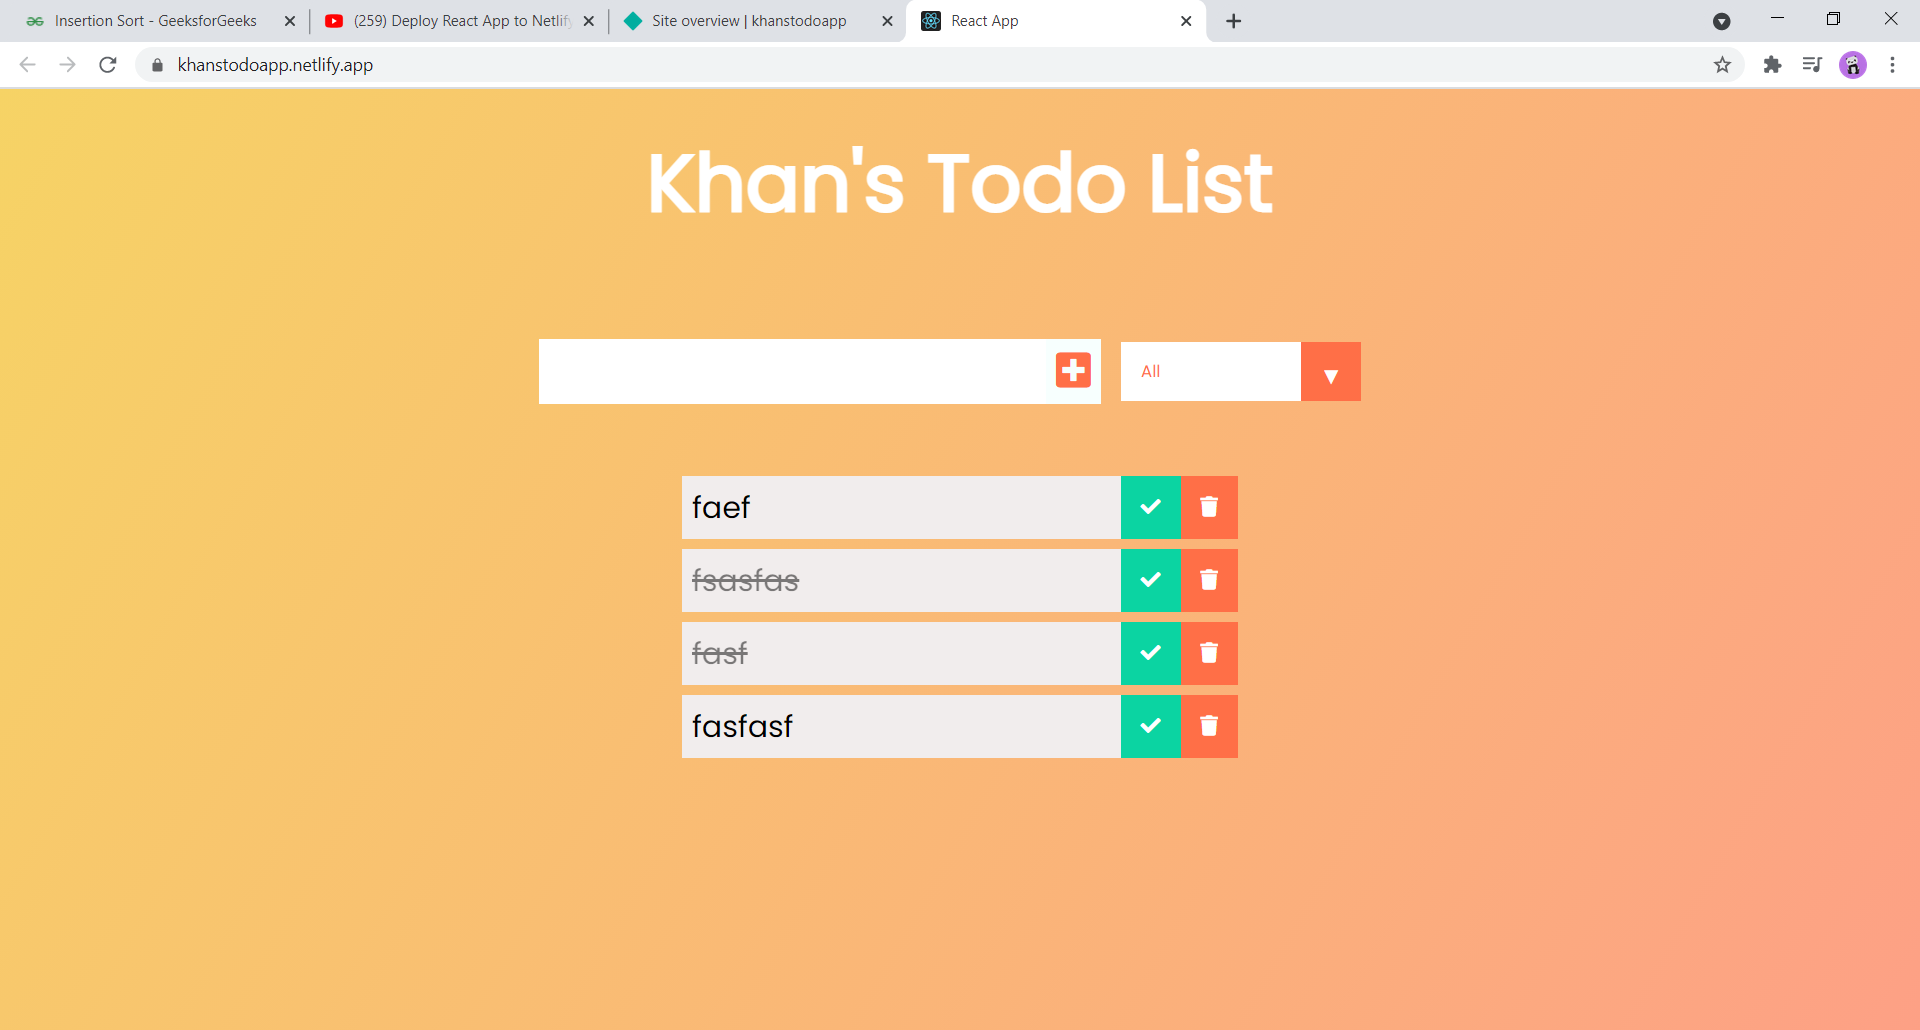 Insertion Sort - GeeksforGeeks
(259) Deploy React App to Netlify
Site overview | khanstodoapp
React App
khanstodoapp.netlify.app
Khan's Todo List
All
faef
fsasfas
fasf
fasfasf